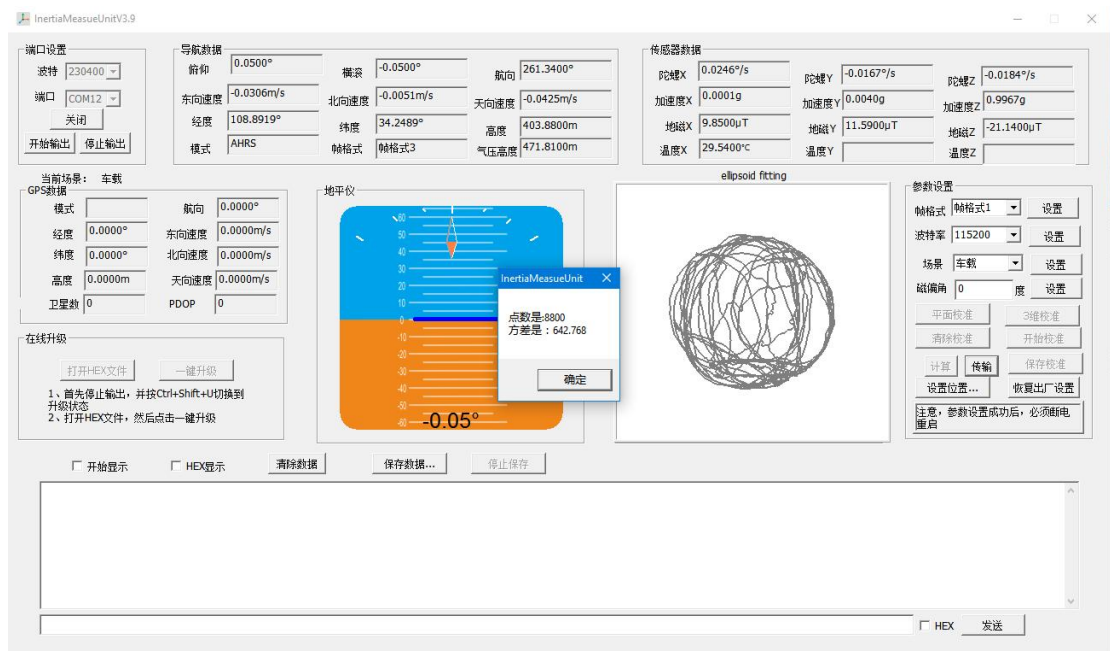 InertiaMeasueUnitV3.9
端口设置
波特 230400
端口 COM12
关闭
开始输出 停止输出
导航数据
俯仰 0.0500° 横滚 -0.0500° 航向 261.3400°
东向速度 -0.0306m/s 北向速度 -0.0051m/s 天向速度 -0.0425m/s
经度 108.8919° 纬度 34.2489° 高度 403.8800m
模式 AHRS 帧格式 帧格式3 气压高度 471.8100m
传感器数据
陀螺X 0.0246°/s 陀螺Y -0.0167°/s 陀螺Z -0.0184°/s
加速度X 0.0001g 加速度Y 0.0040g 加速度Z 0.9967g
地磁X 9.8500μT 地磁Y 11.5900μT 地磁Z -21.1400μT
温度X 29.5400℃ 温度Y 温度Z
当前场景： 车载
GPS数据
模式 航向 0.0000°
经度 0.0000° 东向速度 0.0000m/s
纬度 0.0000° 北向速度 0.0000m/s
高度 0.0000m 天向速度 0.0000m/s
卫星数 0 PDOP 0
在线升级
打开HEX文件 一键升级
1、首先停止输出，并按Ctrl+Shift+U切换到
升级状态
2、打开HEX文件，然后点击一键升级
地平仪
60
50
40
30
20
10
0
-10
-20
-30
-40
-50
-60
-0.05°
InertiaMeasueUnit
点数是:8800
方差是：642.768
确定
ellipsoid fitting
参数设置
帧格式 帧格式1 设置
波特率 115200 设置
场景 车载 设置
磁偏角 0 度 设置
平面校准 3维校准
清除校准 开始校准
计算 传输 保存校准
设置位置... 恢复出厂设置
注意，参数设置成功后，必须断电
重启
开始显示 HEX显示 清除数据 保存数据... 停止保存
HEX 发送